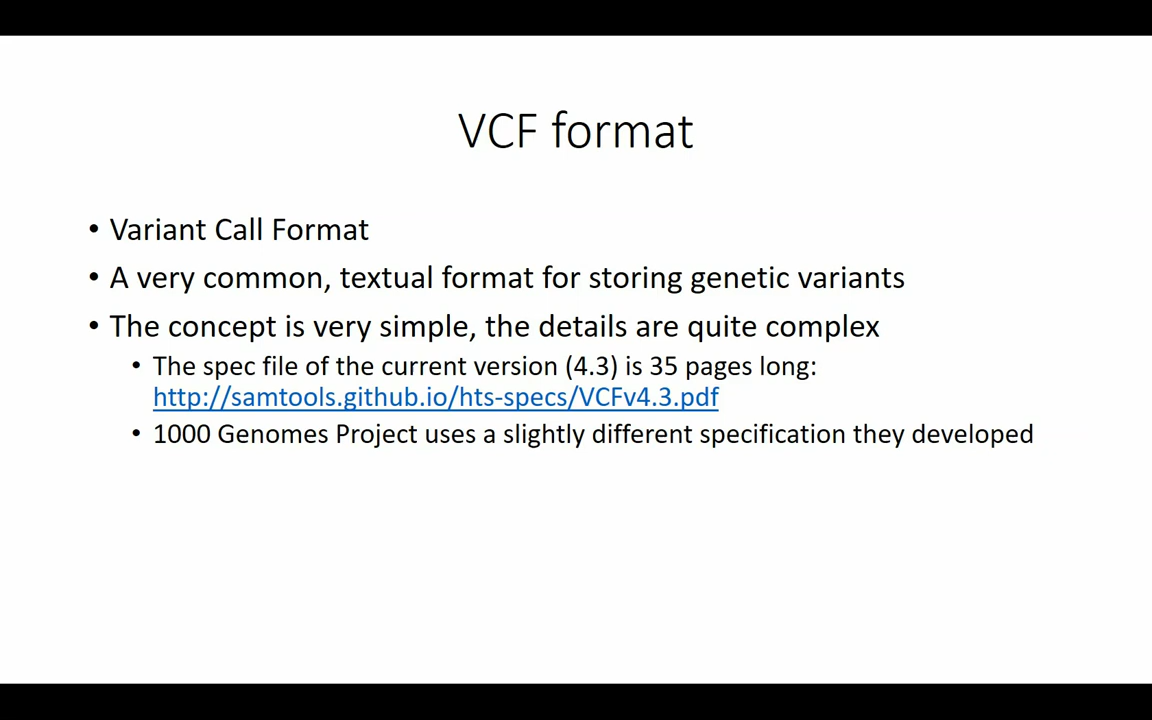 VCF format
• Variant Call Format
• A very common, textual format for storing genetic variants
• The concept is very simple, the details are quite complex
• The spec file of the current version (4.3) is 35 pages long:
http://samtools.github.io/hts-specs/VCFv4.3.pdf
• 1000 Genomes Project uses a slightly different specification they developed